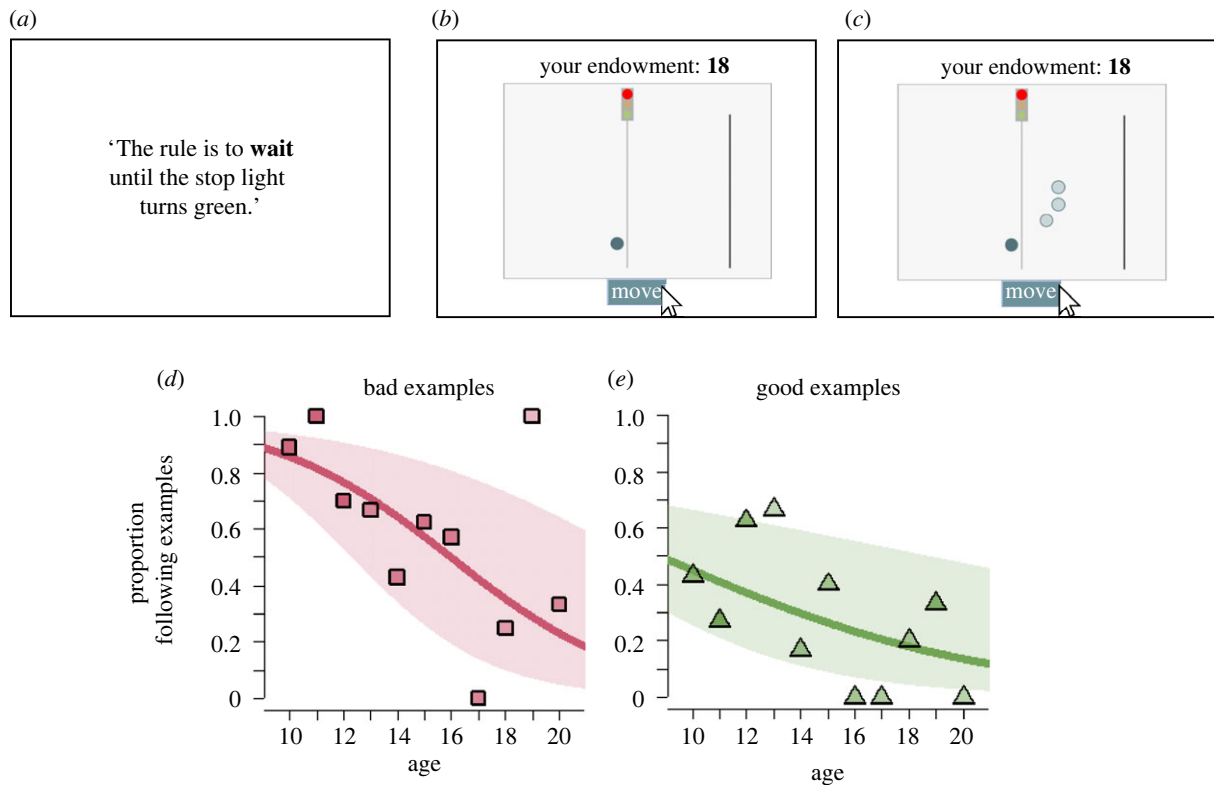 (a)
(b)
(c)
‘The rule is to wait
until the stop light
turns green.’
your endowment: 18
move
your endowment: 18
move
(d)
bad examples
(e)
good examples
proportion
following examples
1.0
0.8
0.6
0.4
0.2
0
10 12 14 16 18 20
age
1.0
0.8
0.6
0.4
0.2
0
10 12 14 16 18 20
age